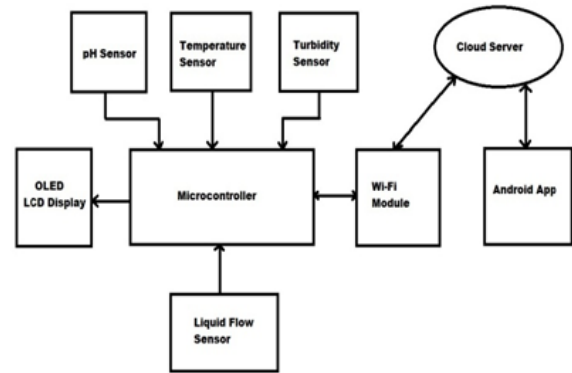 pH Sensor
Temperature
Sensor
Turbidity
Sensor
Cloud Server
OLED
LCD Display
Microcontroller
Wi-Fi
Module
Android App
Liquid Flow
Sensor